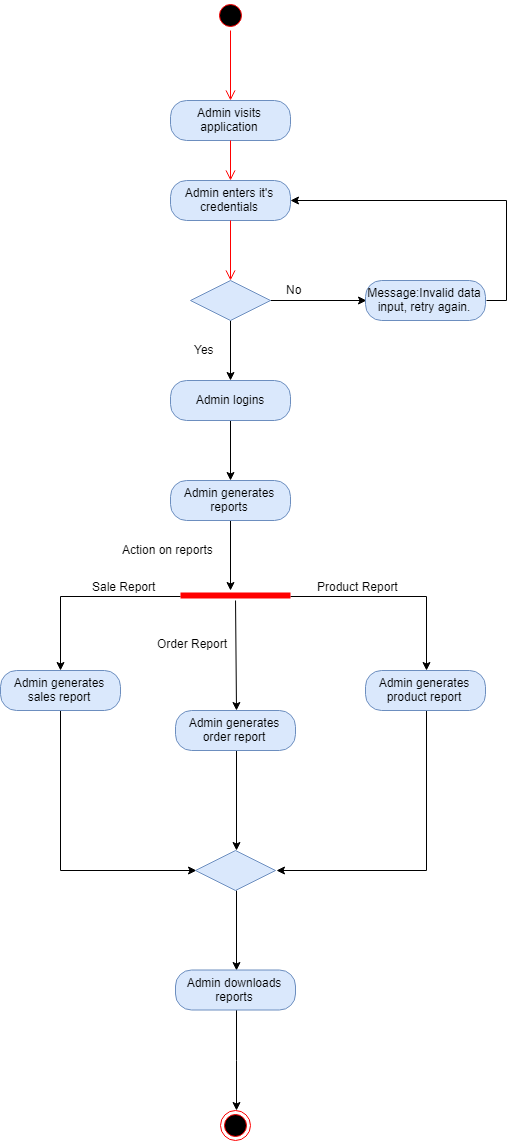 Admin visits
application
Admin enters it's
credentials
No
Message:Invalid data
input, retry again.
Yes
Admin logins
Admin generates
reports
Action on reports
Sale Report
Product Report
Order Report
Admin generates
sales report
Admin generates
product report
Admin generates
order report
Admin downloads
reports